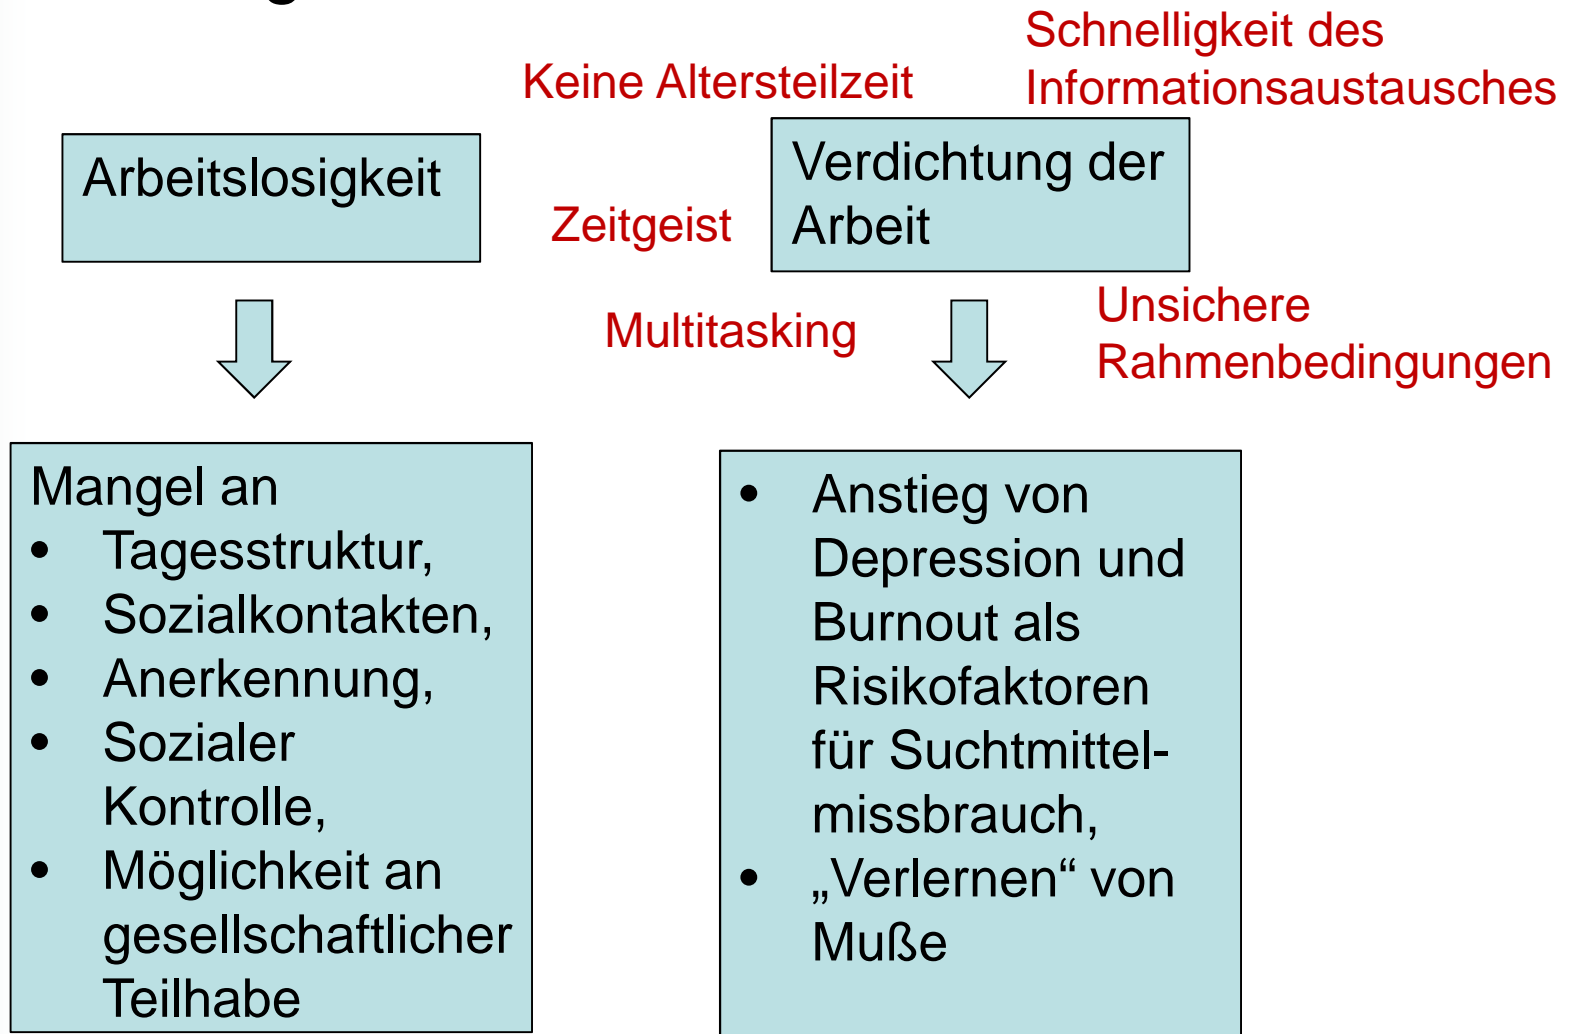 Schnelligkeit des
Informationsaustausches
Keine Altersteilzeit
Arbeitslosigkeit
Verdichtung der
Arbeit
Zeitgeist
Multitasking
Unsichere
Rahmenbedingungen
Mangel an
• Tagesstruktur,
• Sozialkontakten,
• Anerkennung,
• Sozialer
Kontrolle,
• Möglichkeit an
gesellschaftlicher
Teilhabe
• Anstieg von
Depression und
Burnout als
Risikofaktoren
für Suchtmittel-
missbrauch,
• „Verlernen“ von
Muße